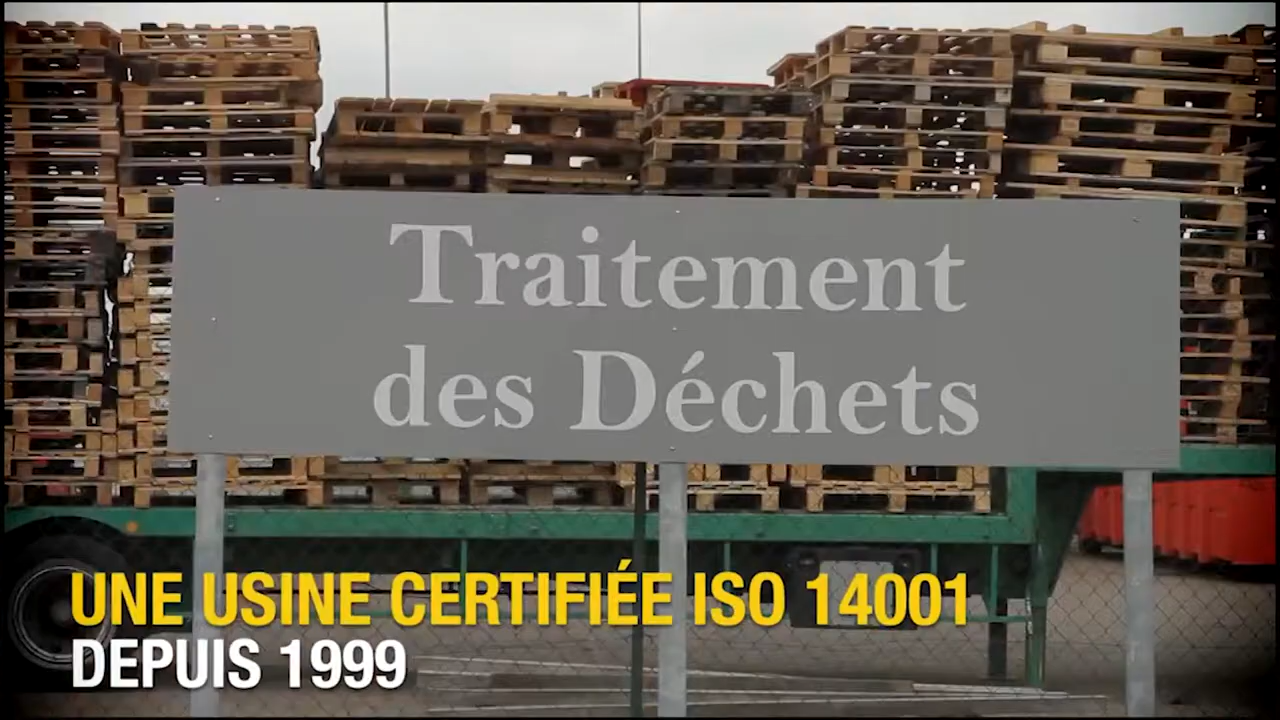 Traitement
des Déchets
UNE USINE CERTIFIÉE ISO 14001
DEPUIS 1999